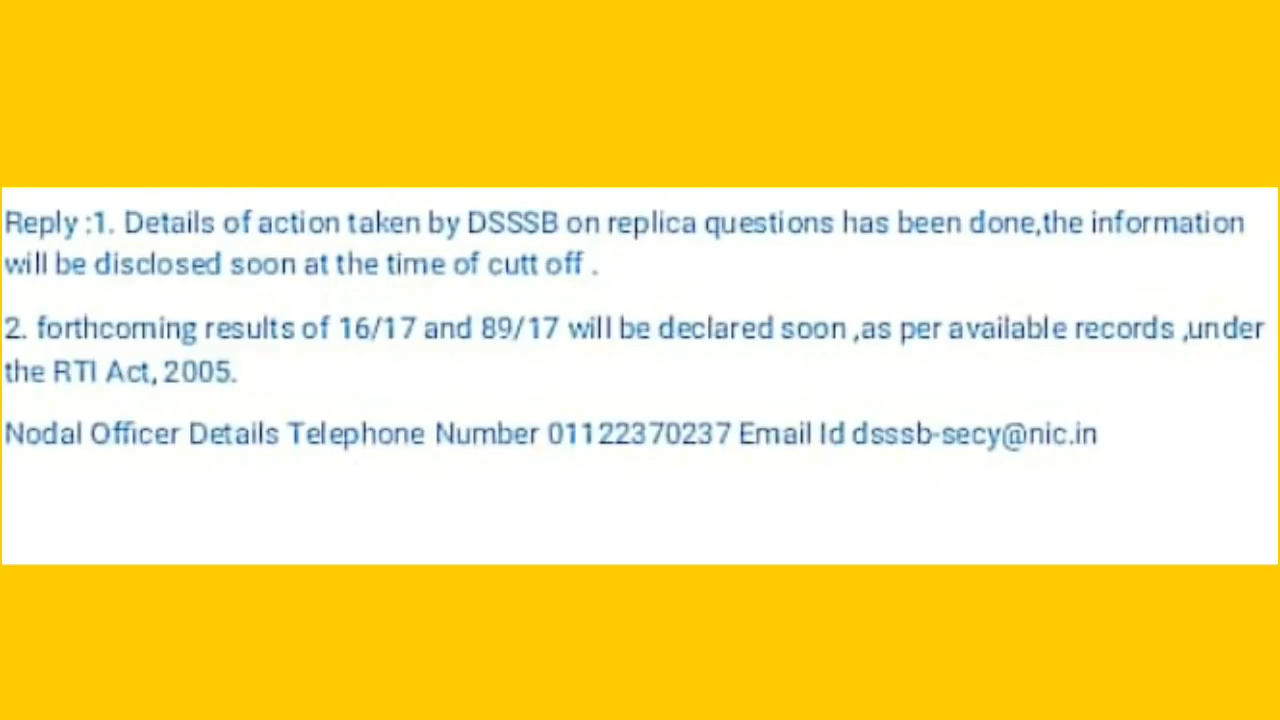 Reply :1. Details of action taken by DSSSB on replica questions has been done,the information
will be disclosed soon at the time of cutt off .
2. forthcoming results of 16/17 and 89/17 will be declared soon ,as per available records ,under
the RTI Act, 2005.
Nodal Officer Details Telephone Number 01122370237 Email Id dsssb-secy@nic.in